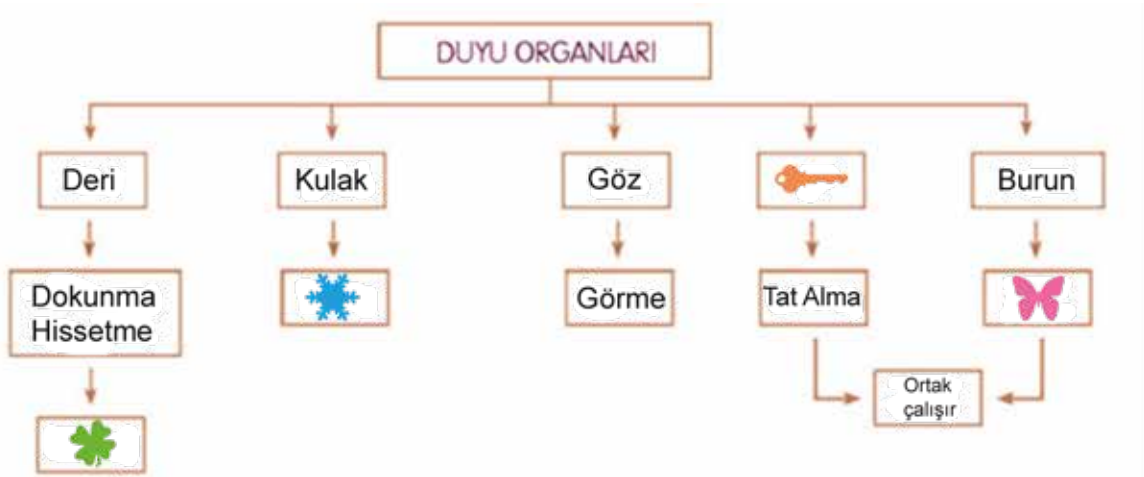 DUYU ORGANLARI
Deri
Kulak
Göz
Burun
Dokunma
Hissetme
Görme
Tat Alma
Ortak
çalışır